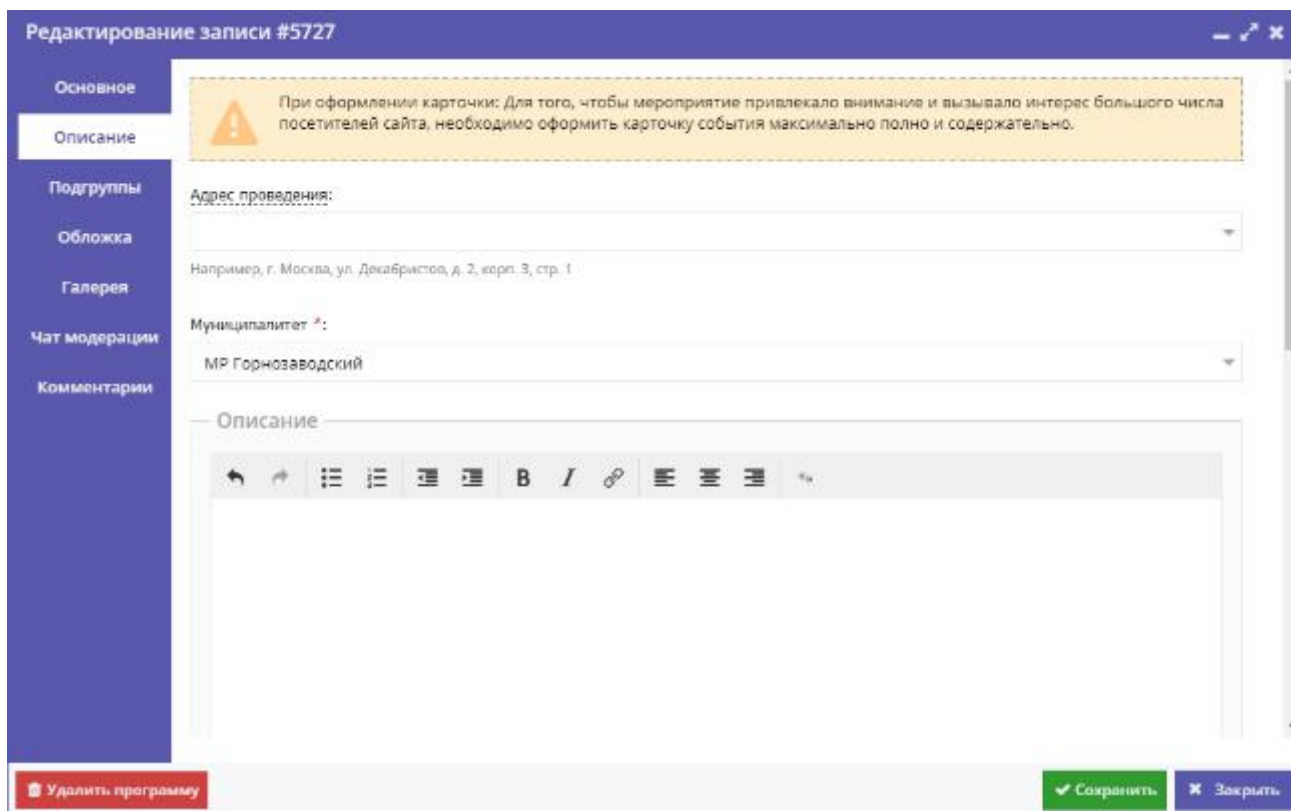 Редактирование записи #5727
Основное
Описание
Подгруппы
Обложка
Галерея
Чат модерации
Комментарии
При оформлении карточки: Для того, чтобы мероприятие привлекало внимание и вызывало интерес большого числа
посетителей сайта, необходимо оформить карточку события максимально полно и содержательно.
Адрес проведения:
Например, г. Москва, ул. Декабристов, д. 2, корп. 3, стр. 1
Муниципалитет *:
МР Горнозаводский
Описание
Удалить программу
Сохранить
Закрыть